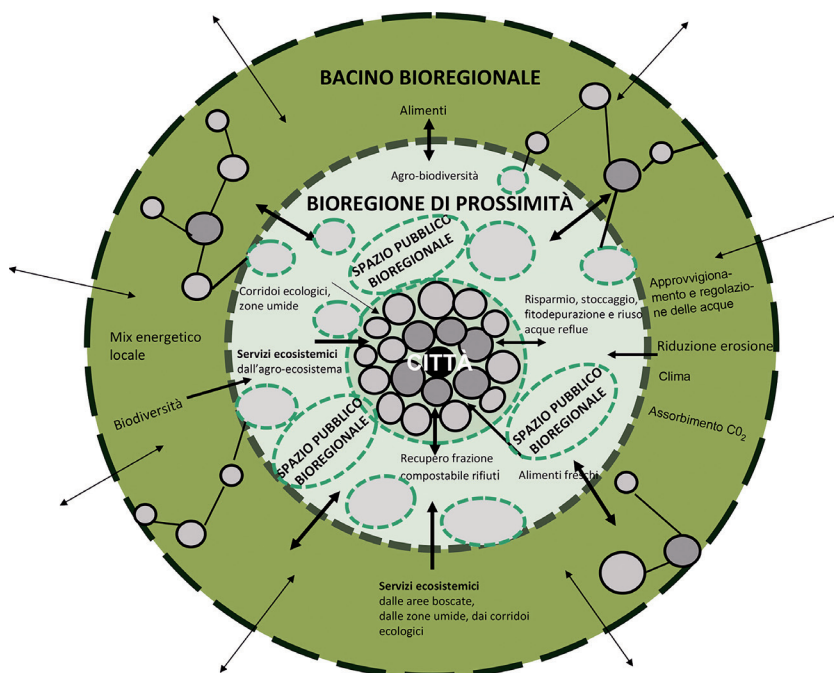 BACINO BIOREGIONALE
Alimenti
Agro-biodiversità
BIOREGIONE DI PROSSIMITÀ
SPAZIO PUBBLICO
BIOREGIONALE
Corridoi ecologici,
zone umide
Mix energetico
locale
Servizi ecosistemici
dall'agro-ecosistema
Biodiversità
CITTÀ
Risparmio, stoccaggio,
fitodepurazione e riuso
acque reflue
Approvvigiona-
mento e regolazio-
ne delle acque
Riduzione erosione
Clima
Assorbimento C0₂
SPAZIO PUBBLICO
BIOREGIONALE
SPAZIO PUBBLICO
BIOREGIONALE
Recupero frazione
compostabile rifiuti
Alimenti freschi
Servizi ecosistemici
dalle aree boscate,
dalle zone umide, dai corridoi
ecologici